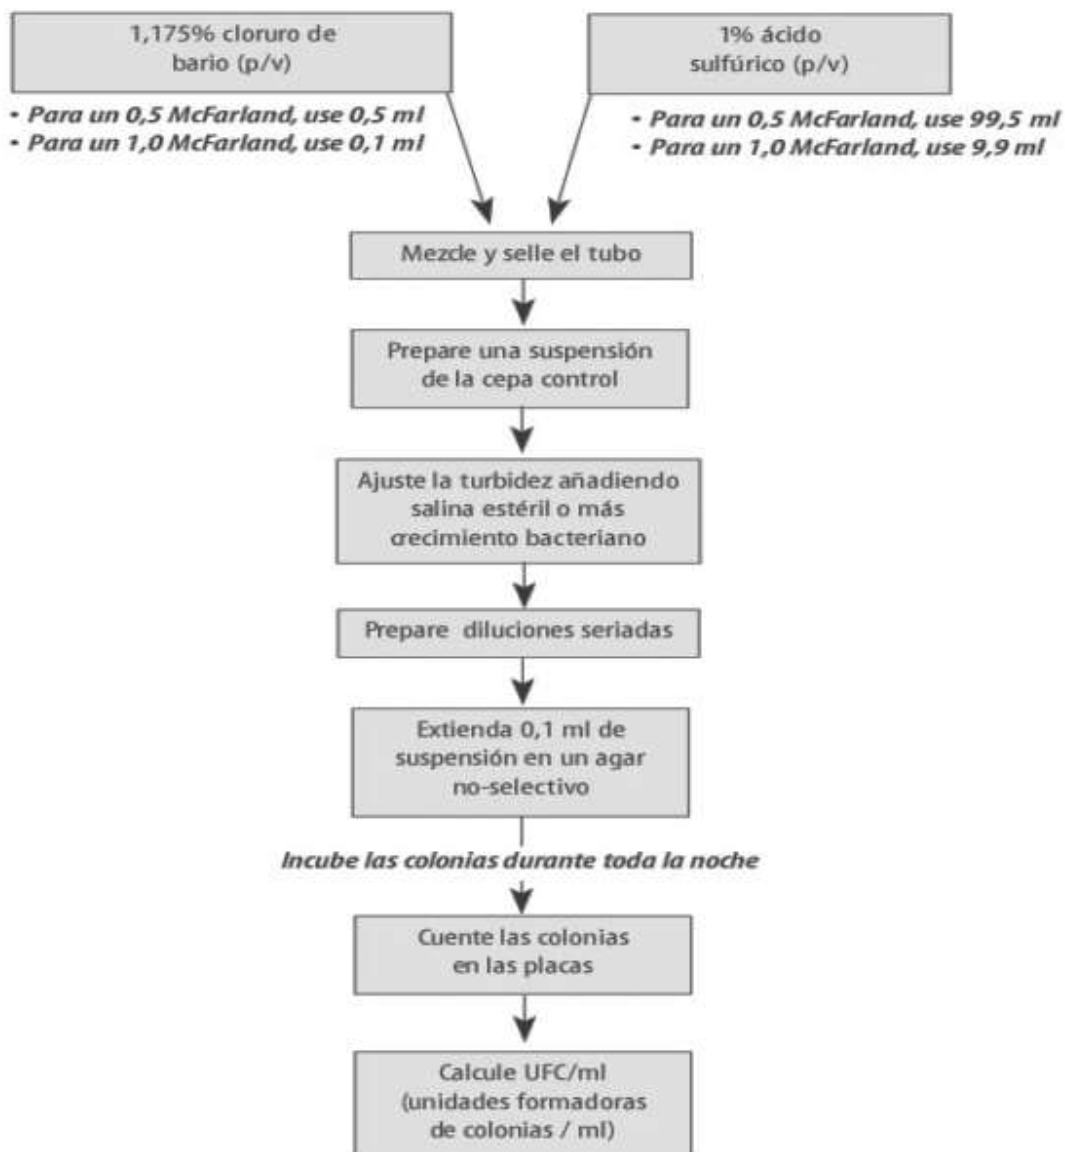 1,175% cloruro de
bario (p/v)
1% ácido
sulfúrico (p/v)
• Para un 0,5 McFarland, use 0,5 ml
• Para un 1,0 McFarland, use 0,1 ml
• Para un 0,5 McFarland, use 99,5 ml
• Para un 1,0 McFarland, use 9,9 ml
Mezcle y selle el tubo
Prepare una suspensión
de la cepa control
Ajuste la turbidez añadiendo
salina estéril o más
crecimiento bacteriano
Prepare diluciones seriadas
Extienda 0,1 ml de
suspensión en un agar
no-selectivo
Incube las colonias durante toda la noche
Cuente las colonias
en las placas
Calcule UFC/ml
(unidades formadoras
de colonias / ml)